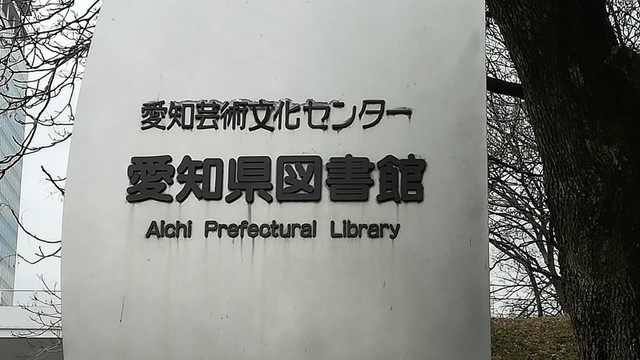 愛知芸術文化センター
愛知県図書館
Aichi Prefectural Library